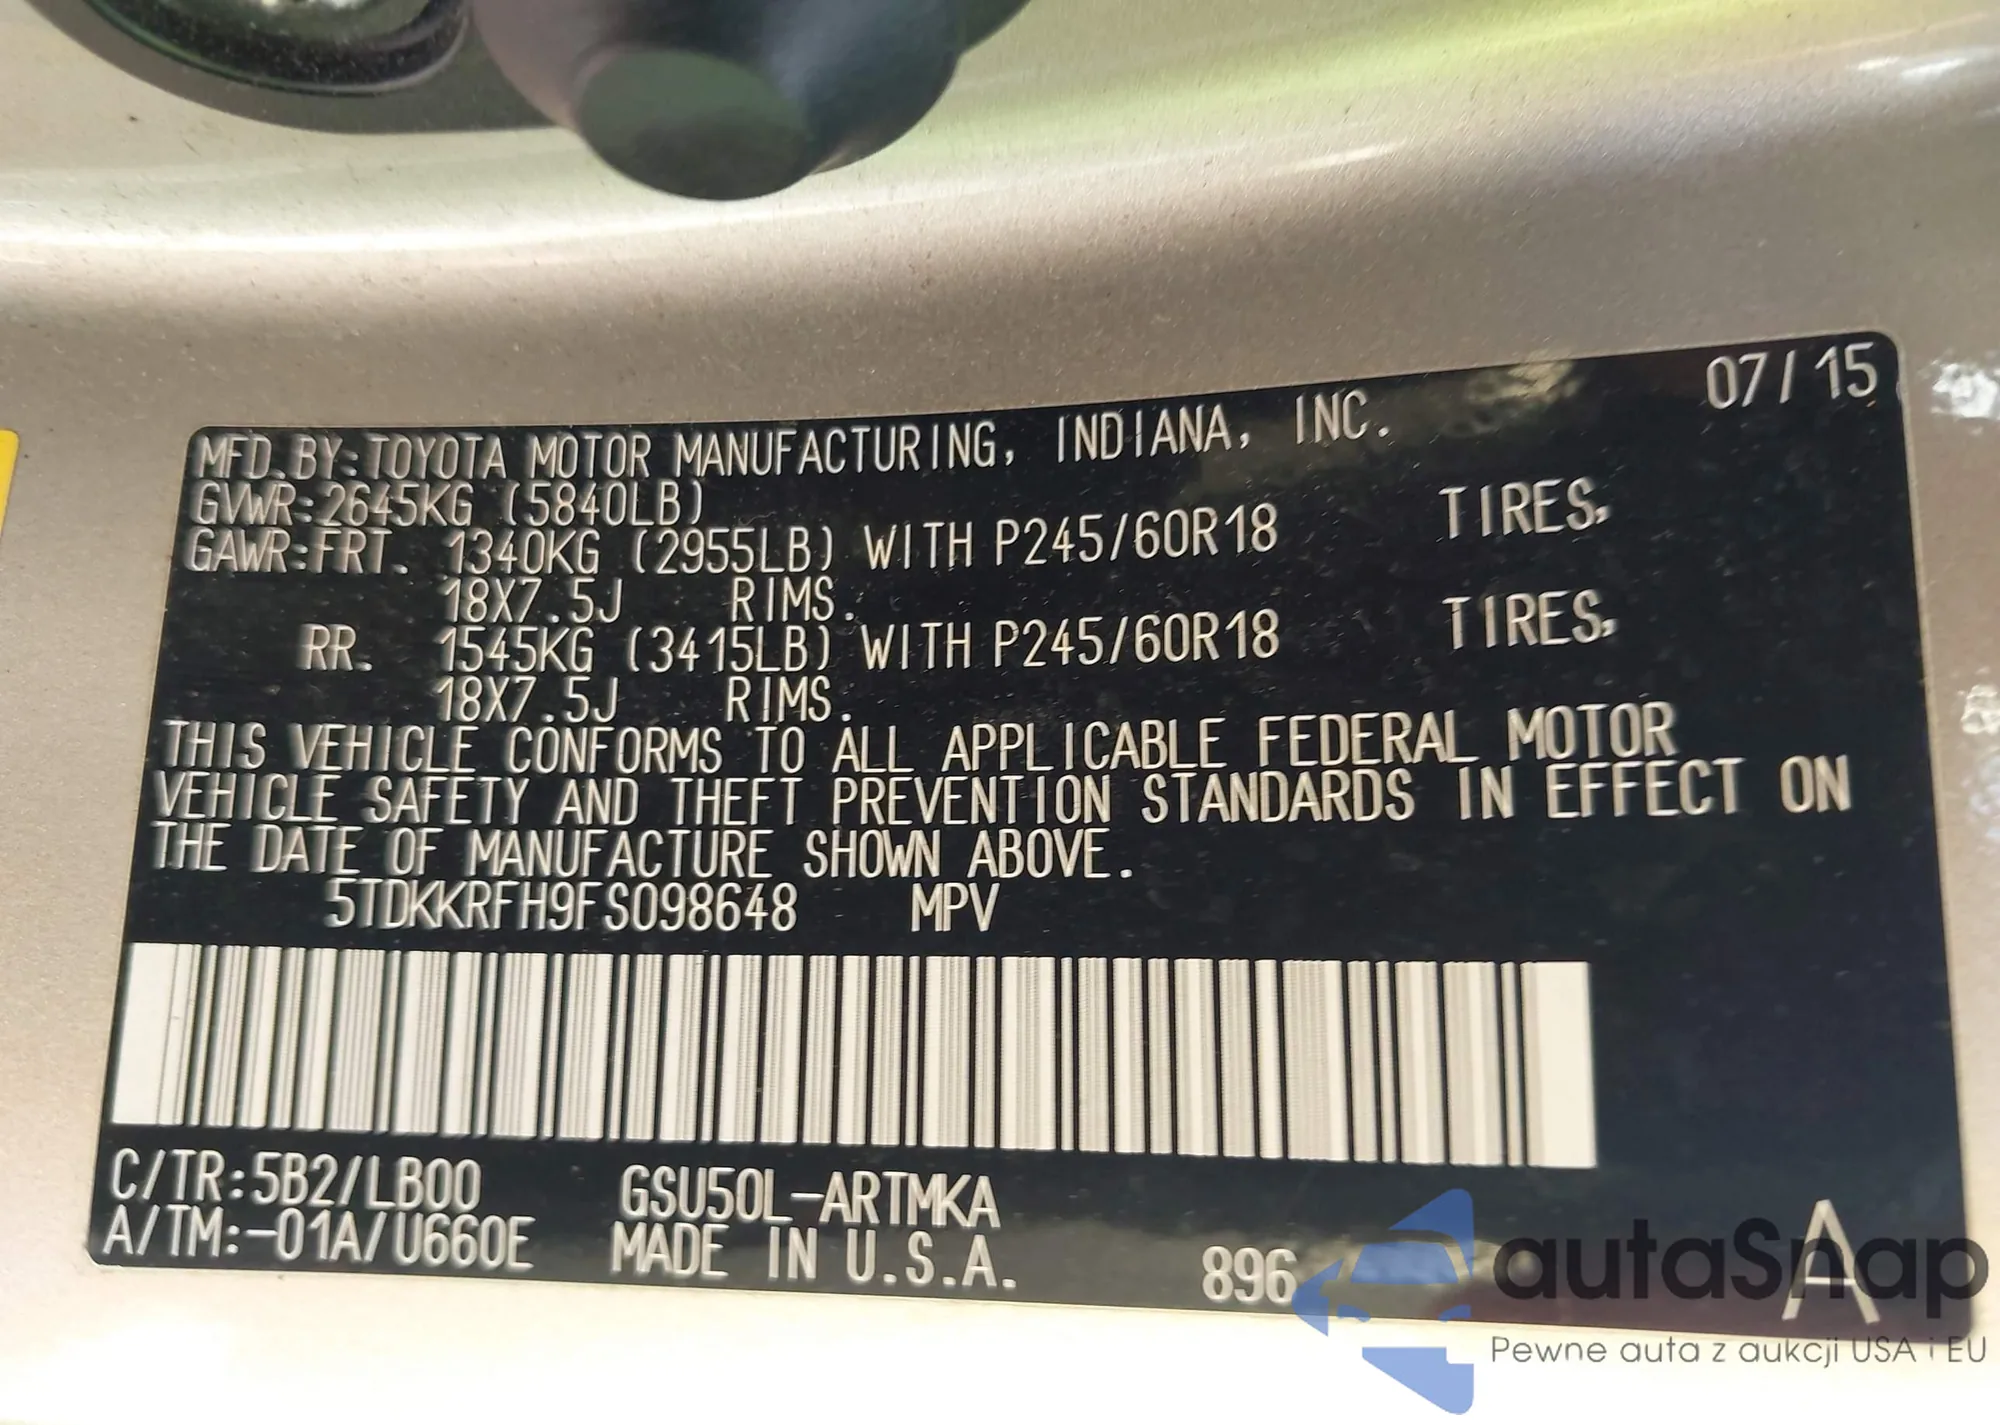 07/15
MFD. BY:TOYOTA MOTOR MANUFACTURING, INDIANA, INC.
GVWR:2645KG (5840LB)
GAWR:FRT. 1340KG (2955LB) WITH P245/60R18 TIRES,
18X7.5J RIMS.
RR. 1545KG (3415LB) WITH P245/60R18 TIRES,
18X7.5J RIMS.
THIS VEHICLE CONFORMS TO ALL APPLICABLE FEDERAL MOTOR
VEHICLE SAFETY AND THEFT PREVENTION STANDARDS IN EFFECT ON
THE DATE OF MANUFACTURE SHOWN ABOVE.
5TDKKRFH9FS098648 MPV
C/TR:5B2/LB00 GSU50L-ARTMKA
A/TM:-01A/U660E MADE IN U.S.A. 896 A
autaSnap
Pewne auta z aukcji USA i EU